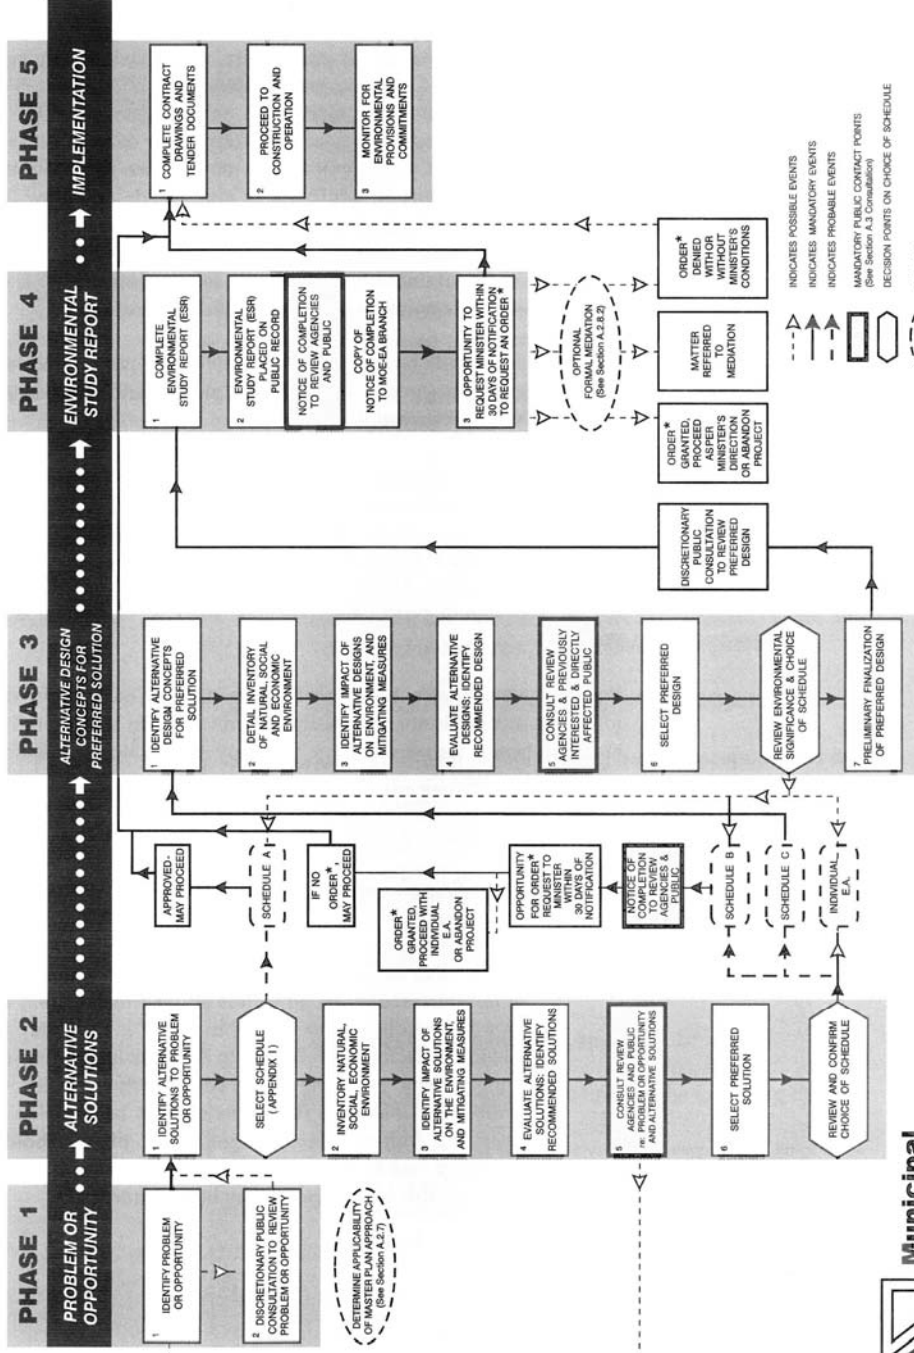 PHASE 1
PROBLEM OR
OPPORTUNITY
1
IDENTIFY PROBLEM
OR OPPORTUNITY
2
DISCRETIONARY PUBLIC
CONSULTATION TO REVIEW
PROBLEM OR OPPORTUNITY
DETERMINE APPLICABILITY
OF MASTER PLAN APPROACH
(See Section A.2.7)
PHASE 2
ALTERNATIVE
SOLUTIONS
1
IDENTIFY ALTERNATIVE
SOLUTIONS TO PROBLEM
OR OPPORTUNITY
SELECT SCHEDULE
(APPENDIX I)
2
INVENTORY NATURAL,
SOCIAL, ECONOMIC
ENVIRONMENT
3
IDENTIFY IMPACT OF
ALTERNATIVE SOLUTIONS
ON THE ENVIRONMENT,
AND MITIGATING MEASURES
4
EVALUATE ALTERNATIVE
SOLUTIONS: IDENTIFY
RECOMMENDED SOLUTIONS
5
CONSULT REVIEW
AGENCIES AND PUBLIC
re: PROBLEM OR OPPORTUNITY
AND ALTERNATIVE SOLUTIONS
6
SELECT PREFERRED
SOLUTION
REVIEW AND CONFIRM
CHOICE OF SCHEDULE
APPROVED-
MAY PROCEED
SCHEDULE A
IF NO
ORDER*,
MAY PROCEED
ORDER*
GRANTED,
PROCEED WITH
INDIVIDUAL
E.A.
OR ABANDON
PROJECT
OPPORTUNITY
FOR ORDER*
REQUEST TO
MINISTER
WITHIN
30 DAYS OF
NOTIFICATION
NOTICE OF
COMPLETION
TO REVIEW
AGENCIES &
PUBLIC
SCHEDULE B
SCHEDULE C
INDIVIDUAL
E.A.
PHASE 3
ALTERNATIVE DESIGN
CONCEPTS FOR
PREFERRED SOLUTION
1
IDENTIFY ALTERNATIVE
DESIGN CONCEPTS
FOR PREFERRED
SOLUTION
2
DETAIL INVENTORY
OF NATURAL, SOCIAL
AND ECONOMIC
ENVIRONMENT
3
IDENTIFY IMPACT OF
ALTERNATIVE DESIGNS
ON ENVIRONMENT, AND
MITIGATING MEASURES
4
EVALUATE ALTERNATIVE
DESIGNS: IDENTIFY
RECOMMENDED DESIGN
5
CONSULT REVIEW
AGENCIES & PREVIOUSLY
INTERESTED & DIRECTLY
AFFECTED PUBLIC
6
SELECT PREFERRED
DESIGN
REVIEW ENVIRONMENTAL
SIGNIFICANCE & CHOICE
OF SCHEDULE
7
PRELIMINARY FINALIZATION
OF PREFERRED DESIGN
DISCRETIONARY
PUBLIC
CONSULTATION
TO REVIEW
PREFERRED
DESIGN
PHASE 4
ENVIRONMENTAL
STUDY REPORT
1
COMPLETE
ENVIRONMENTAL
STUDY REPORT (ESR)
2
ENVIRONMENTAL
STUDY REPORT (ESR)
PLACED ON
PUBLIC RECORD
NOTICE OF COMPLETION
TO REVIEW AGENCIES
AND PUBLIC
COPY OF
NOTICE OF COMPLETION
TO MOE-EA BRANCH
3
OPPORTUNITY TO
REQUEST MINISTER WITHIN
30 DAYS OF NOTIFICATION
TO REQUEST AN ORDER*
OPTIONAL
FORMAL MEDIATION
(See Section A.2.8.2)
ORDER*
GRANTED,
PROCEED
AS PER
MINISTER'S
DIRECTION
OR ABANDON
PROJECT
MATTER
REFERRED
TO
MEDIATION
ORDER*
DENIED
WITH OR
WITHOUT
MINISTER'S
CONDITIONS
PHASE 5
IMPLEMENTATION
1
COMPLETE CONTRACT
DRAWINGS AND
TENDER DOCUMENTS
2
PROCEED TO
CONSTRUCTION AND
OPERATION
3
MONITOR FOR
ENVIRONMENTAL
PROVISIONS AND
COMMITMENTS
INDICATES POSSIBLE EVENTS
INDICATES MANDATORY EVENTS
INDICATES PROBABLE EVENTS
MANDATORY PUBLIC CONTACT POINTS
(See Section A.3 Consultation)
DECISION POINTS ON CHOICE OF SCHEDULE
Municipal